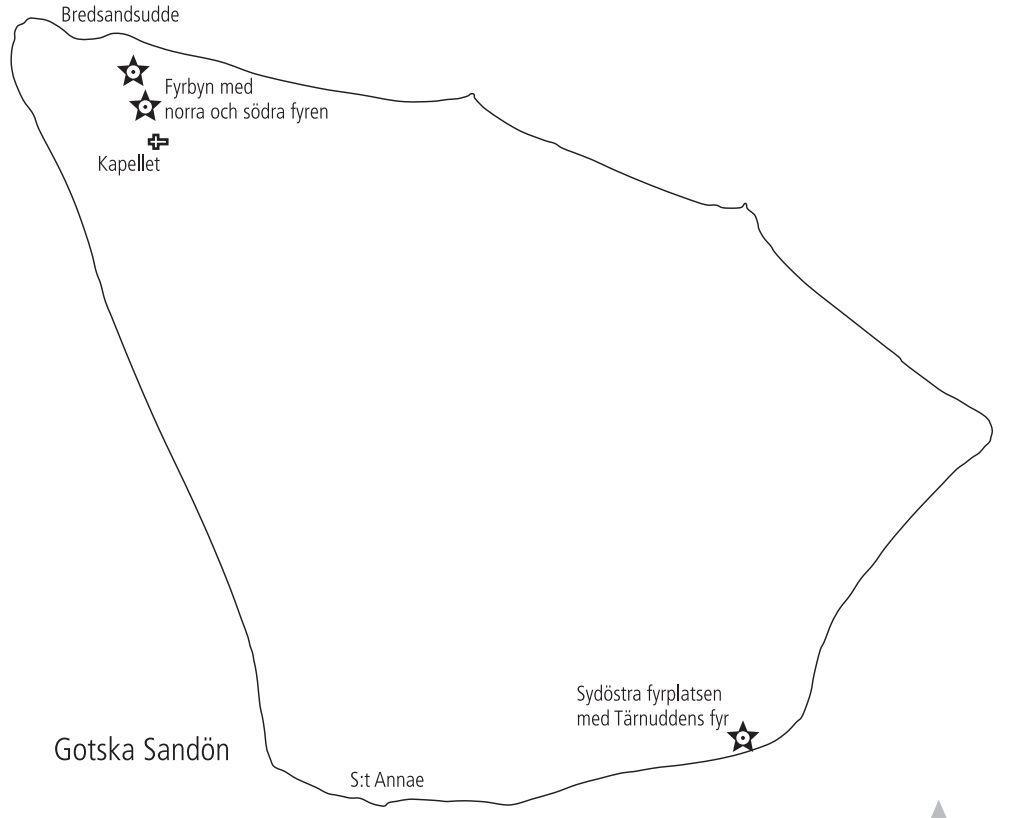 Bredsandsudde
Fyrbyn med
norra och södra fyren
Kapellet
Sydöstra fyrplatsen
med Tärnuddens fyr
Gotska Sandön
S:t Annae